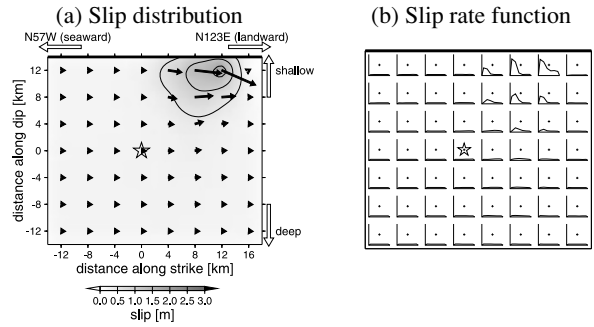 (a) Slip distribution
(b) Slip rate function
N57W (seaward)
N123E (landward)
shallow
deep
distance along dip [km]
12
8
4
0
-4
-8
-12
-12 -8 -4 0 4 8 12 16
distance along strike [km]
0.0 0.5 1.0 1.5 2.0 2.5 3.0
slip [m]